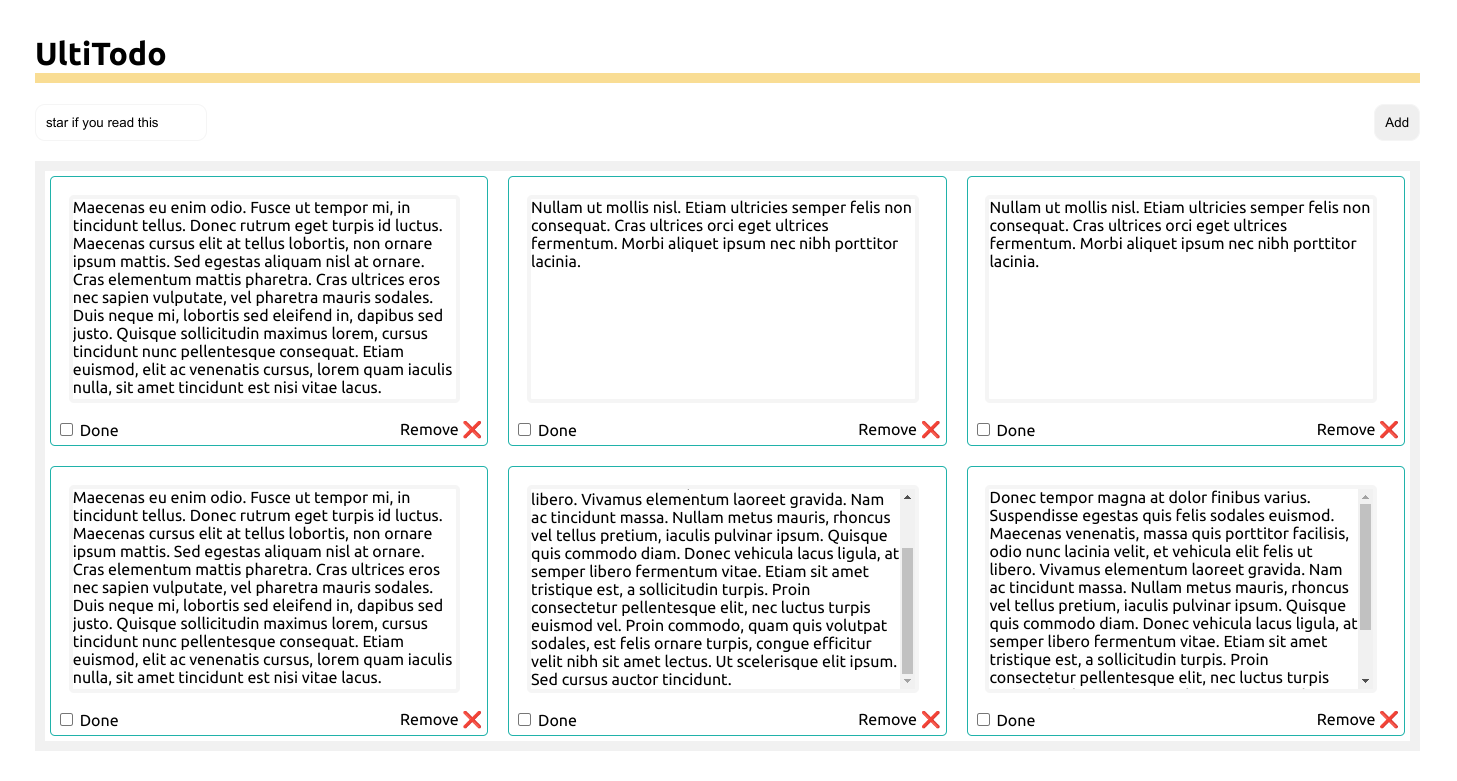 UltiTodo
star if you read this
Add
Maecenas eu enim odio. Fusce ut tempor mi, in
tincidunt tellus. Donec rutrum eget turpis id luctus.
Maecenas cursus elit at tellus lobortis, non ornare
ipsum mattis. Sed egestas aliquam nisl at ornare.
Cras elementum mattis pharetra. Cras ultrices eros
nec sapien vulputate, vel pharetra mauris sodales.
Duis neque mi, lobortis sed eleifend in, dapibus sed
justo. Quisque sollicitudin maximus lorem, cursus
tincidunt nunc pellentesque consequat. Etiam
euismod, elit ac venenatis cursus, lorem quam iaculis
nulla, sit amet tincidunt est nisi vitae lacus.
Done
Remove
Nullam ut mollis nisl. Etiam ultricies semper felis non
consequat. Cras ultrices orci eget ultrices
fermentum. Morbi aliquet ipsum nec nibh porttitor
lacinia.
Done
Remove
Nullam ut mollis nisl. Etiam ultricies semper felis non
consequat. Cras ultrices orci eget ultrices
fermentum. Morbi aliquet ipsum nec nibh porttitor
lacinia.
Done
Remove
Maecenas eu enim odio. Fusce ut tempor mi, in
tincidunt tellus. Donec rutrum eget turpis id luctus.
Maecenas cursus elit at tellus lobortis, non ornare
ipsum mattis. Sed egestas aliquam nisl at ornare.
Cras elementum mattis pharetra. Cras ultrices eros
nec sapien vulputate, vel pharetra mauris sodales.
Duis neque mi, lobortis sed eleifend in, dapibus sed
justo. Quisque sollicitudin maximus lorem, cursus
tincidunt nunc pellentesque consequat. Etiam
euismod, elit ac venenatis cursus, lorem quam iaculis
nulla, sit amet tincidunt est nisi vitae lacus.
Done
Remove
libero. Vivamus elementum laoreet gravida. Nam
ac tincidunt massa. Nullam metus mauris, rhoncus
vel tellus pretium, iaculis pulvinar ipsum. Quisque
quis commodo diam. Donec vehicula lacus ligula, at
semper libero fermentum vitae. Etiam sit amet
tristique est, a sollicitudin turpis. Proin
consectetur pellentesque elit, nec luctus turpis
euismod vel. Proin commodo, quam quis volutpat
sodales, est felis ornare turpis, congue efficitur
velit nibh sit amet lectus. Ut scelerisque elit ipsum.
Sed cursus auctor tincidunt.
Done
Remove
Donec tempor magna at dolor finibus varius.
Suspendisse egestas quis felis sodales euismod.
Maecenas venenatis, massa quis porttitor facilisis,
odio nunc lacinia velit, et vehicula elit felis ut
libero. Vivamus elementum laoreet gravida. Nam
ac tincidunt massa. Nullam metus mauris, rhoncus
vel tellus pretium, iaculis pulvinar ipsum. Quisque
quis commodo diam. Donec vehicula lacus ligula, at
semper libero fermentum vitae. Etiam sit amet
tristique est, a sollicitudin turpis. Proin
consectetur pellentesque elit, nec luctus turpis
Done
Remove